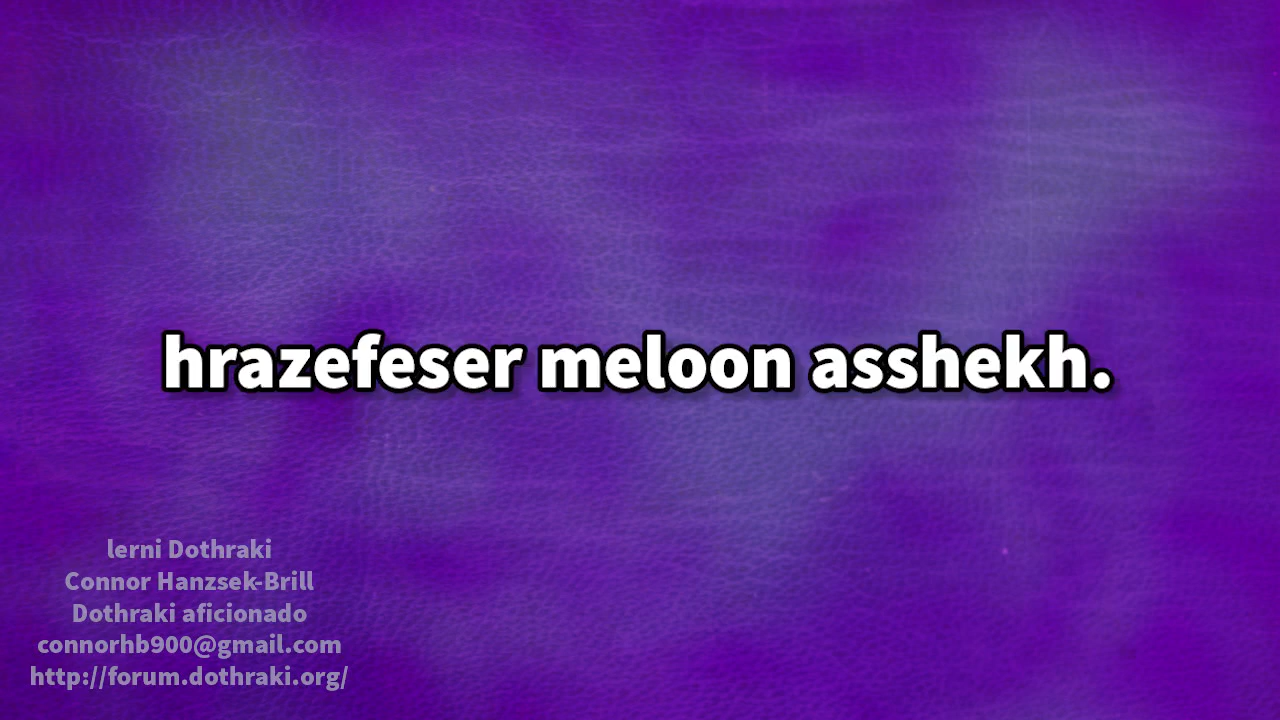 hrazefeser meloon asshekh.
lerni Dothraki
Connor Hanzsek-Brill
Dothraki aficionado
connorhb900@gmail.com
http://forum.dothraki.org/